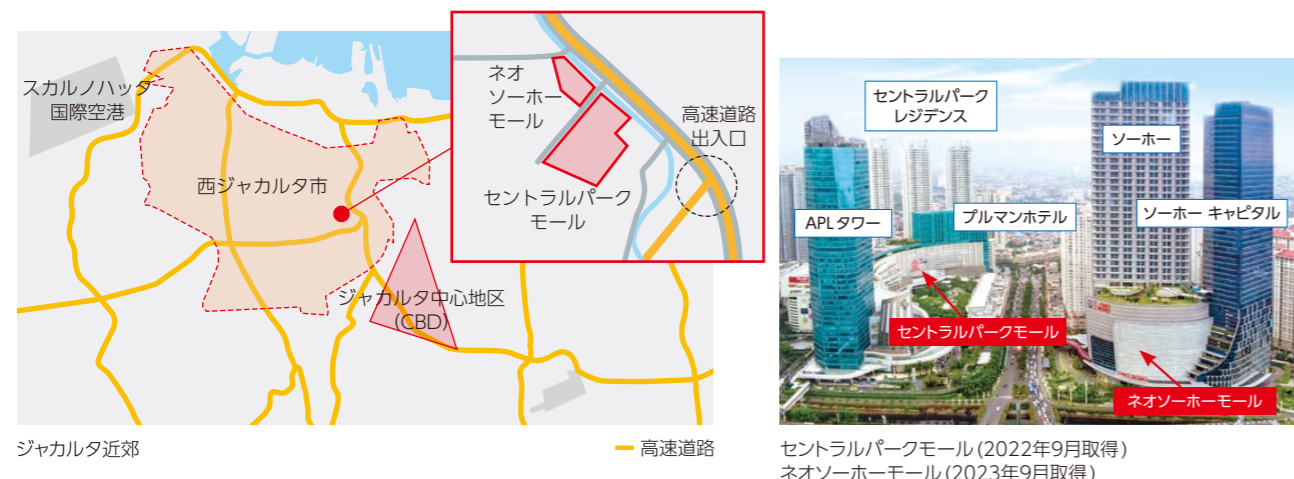 スカルノハッタ
国際空港
西ジャカルタ市
ジャカルタ中心地区
(CBD)
ネオ
ソーホー
モール
高速道路
出入口
セントラルパーク
モール
ジャカルタ近郊
高速道路
セントラルパーク
レジデンス
ソーホー
APLタワー
プルマンホテル
ソーホー キャピタル
セントラルパークモール
ネオソーホーモール
セントラルパークモール(2022年9月取得)
ネオソーホーモール(2023年9月取得)